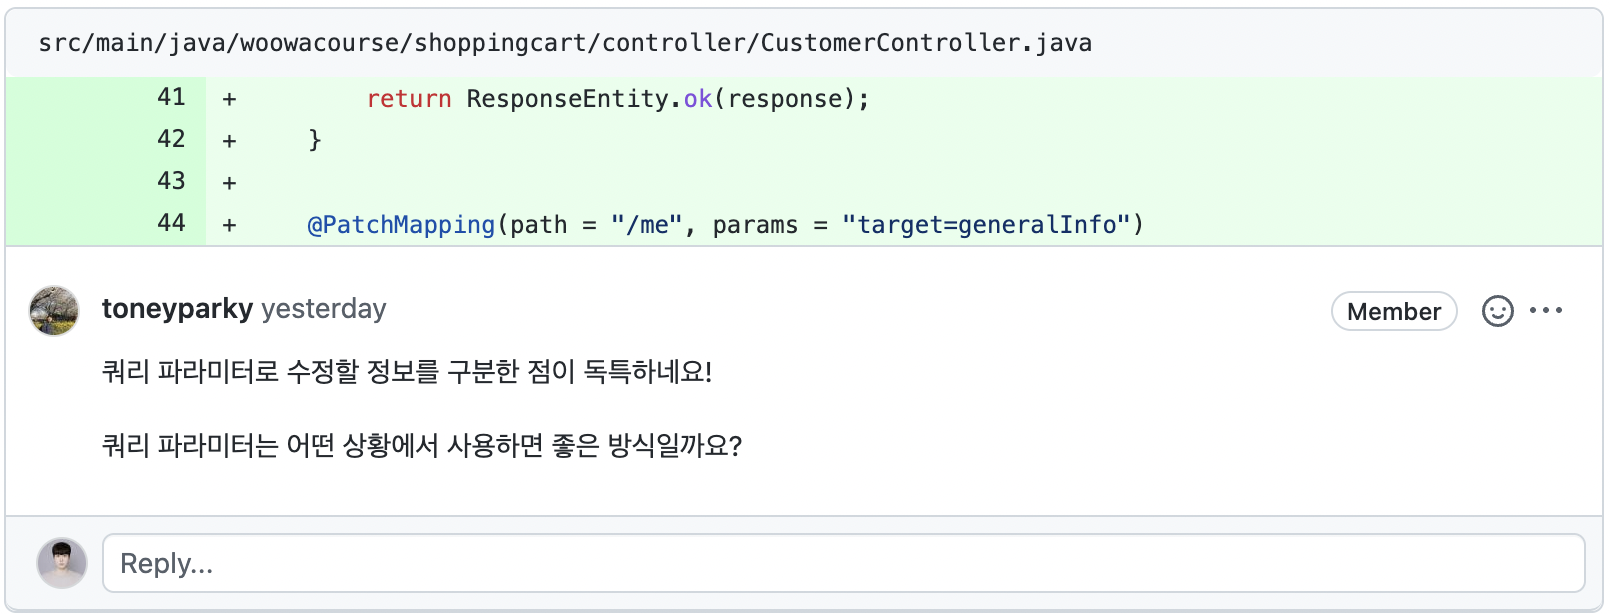 src/main/java/woowacourse/shoppingcart/controller/CustomerController.java
41 + return ResponseEntity.ok(response);
42 + }
43 +
44 + @PatchMapping(path = "/me", params = "target=generalInfo")
toneyparky yesterday Member
쿼리 파라미터로 수정할 정보를 구분한 점이 독특하네요!
쿼리 파라미터는 어떤 상황에서 사용하면 좋은 방식일까요?
Reply...